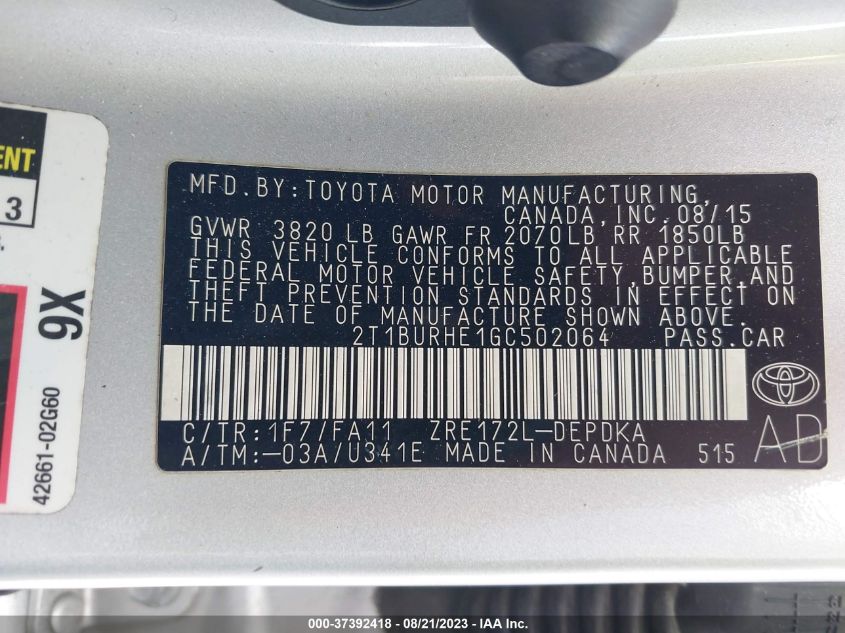 MENT
3
9X
42661-02G60
MFD.BY:TOYOTA MOTOR MANUFACTURING,
CANADA,INC.08/15
GVWR 3820 LB GAWR FR 2070LB RR 1850LB
THIS VEHICLE CONFORMS TO ALL APPLICABLE
FEDERAL MOTOR VEHICLE SAFETY,BUMPER,AND
THEFT PREVENTION STANDARDS IN EFFECT ON
THE DATE OF MANUFACTURE SHOWN ABOVE.
2T1BURHE1GC502064 PASS.CAR
C/TR:1F7/FA11 ZRE172L-DEPDKA
A/TM:-03A/U341E MADE IN CANADA 515
AD
000-37392418 - 08/21/2023 - IAA Inc.